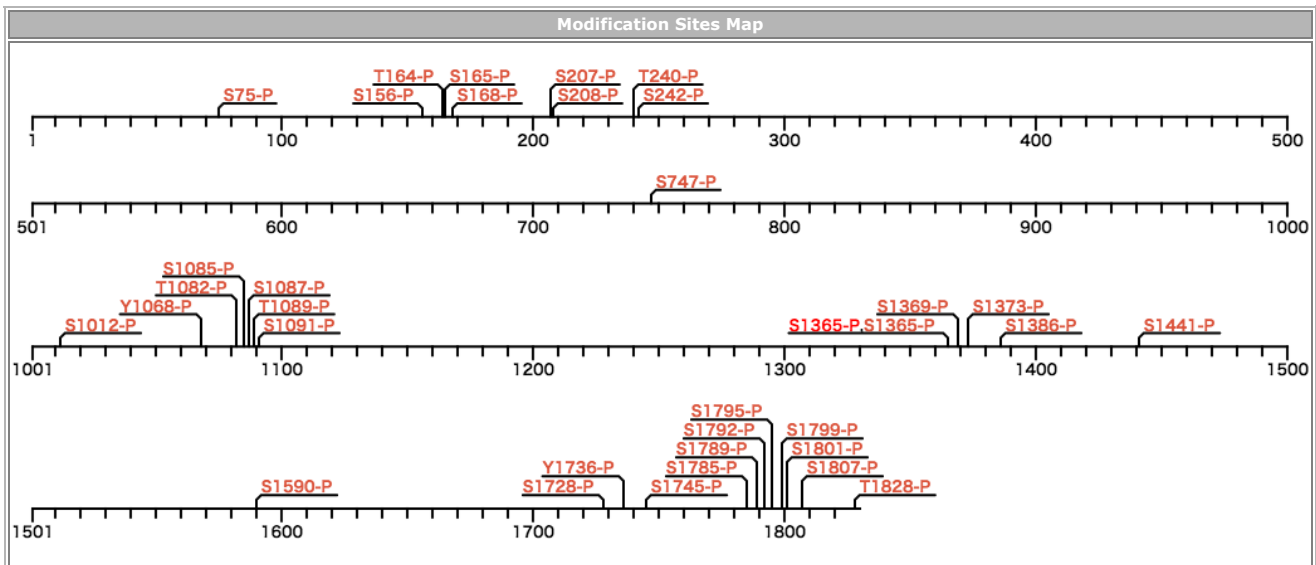 Modification Sites Map
T164-P S165-P S207-P T240-P
S75-P S156-P S168-P S208-P S242-P
1 100 200 300 400 500
S747-P
501 600 700 800 900 1000
S1085-P
T1082-P S1087-P
Y1068-P T1089-P S1369-P S1373-P
S1012-P S1091-P S1365-P,S1365-P S1386-P S1441-P
1001 1100 1200 1300 1400 1500
S1795-P
S1792-P S1799-P
S1789-P S1801-P
Y1736-P S1785-P S1807-P
S1590-P S1728-P S1745-P T1828-P
1501 1600 1700 1800